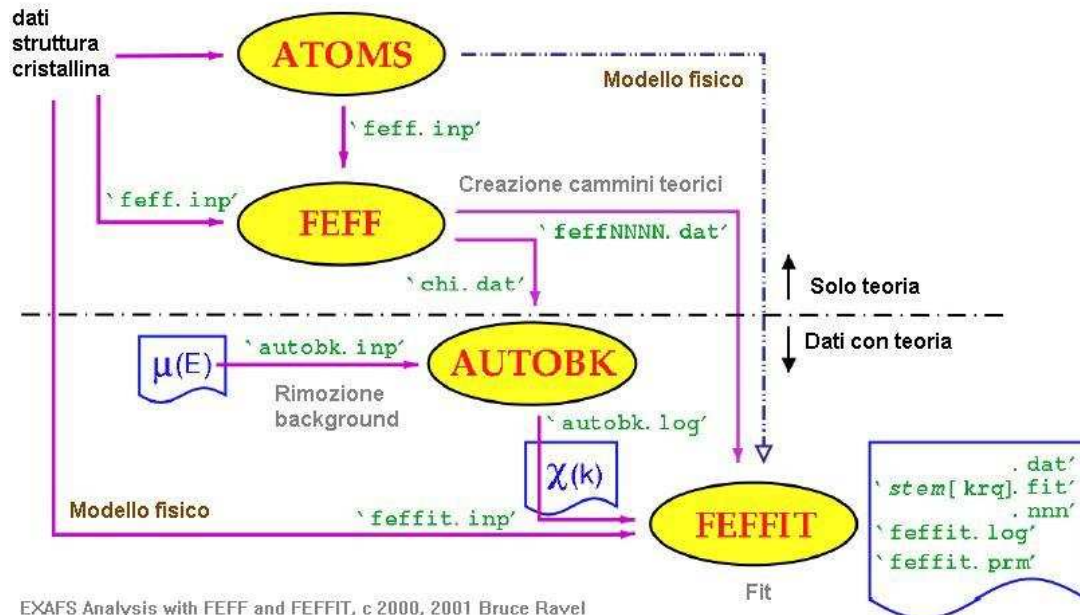 dati
struttura
cristallina
ATOMS
Modello fisico
`feff.inp'
Creazione cammini teorici
`feff.inp'
FEFF
`feffNNNN.dat'
`chi.dat'
Solo teoria
Dati con teoria
μ(E)
`autobk.inp'
AUTOBK
Rimozione
background
`autobk.log'
χ(k)
Modello fisico
`feffit.inp'
FEFFIT
Fit
.dat'
`stem[krq].fit'
.nnn'
`feffit.log'
`feffit.prm'
EXAFS Analysis with FEFF and FEFFIT, c 2000, 2001 Bruce Ravel